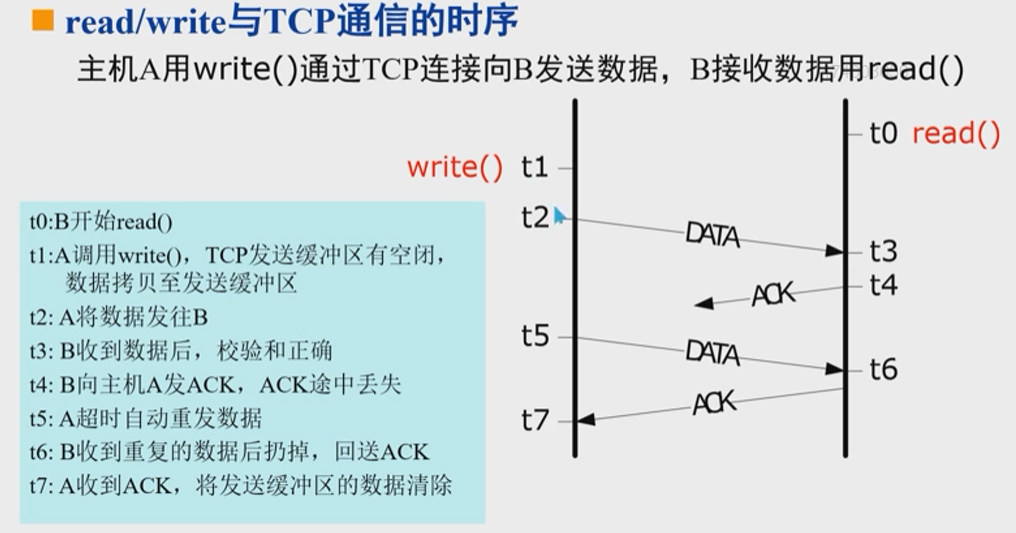 read/write与TCP通信的时序
主机A用write()通过TCP连接向B发送数据，B接收数据用read()
t0 read()
write() t1
t2
DATA
t3
ACK
t4
t5
DATA
t6
ACK
t7
t0:B开始read()
t1:A调用write()，TCP发送缓冲区有空闲，
数据拷贝至发送缓冲区
t2: A将数据发往B
t3: B收到数据后，校验和正确
t4: B向主机A发ACK，ACK途中丢失
t5: A超时自动重发数据
t6: B收到重复的数据后扔掉，回送ACK
t7: A收到ACK，将发送缓冲区的数据清除